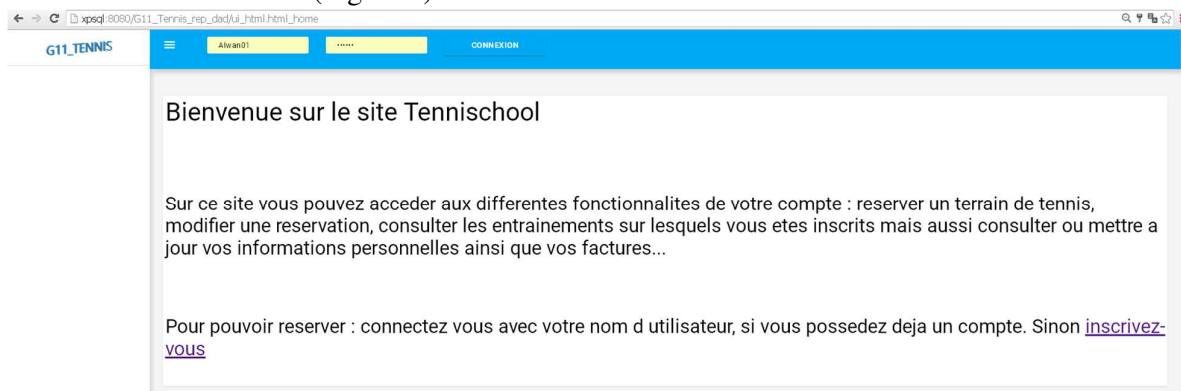 xpsql:8080/G11_Tennis_rep_dad/ui_html.html_home
G11_TENNIS
Alwan01
······
CONNEXION
Bienvenue sur le site Tennischool
Sur ce site vous pouvez acceder aux differentes fonctionnalites de votre compte : reserver un terrain de tennis,
modifier une reservation, consulter les entrainements sur lesquels vous etes inscrits mais aussi consulter ou mettre a
jour vos informations personnelles ainsi que vos factures...
Pour pouvoir reserver : connectez vous avec votre nom d utilisateur, si vous possedez deja un compte. Sinon inscrivez-
vous